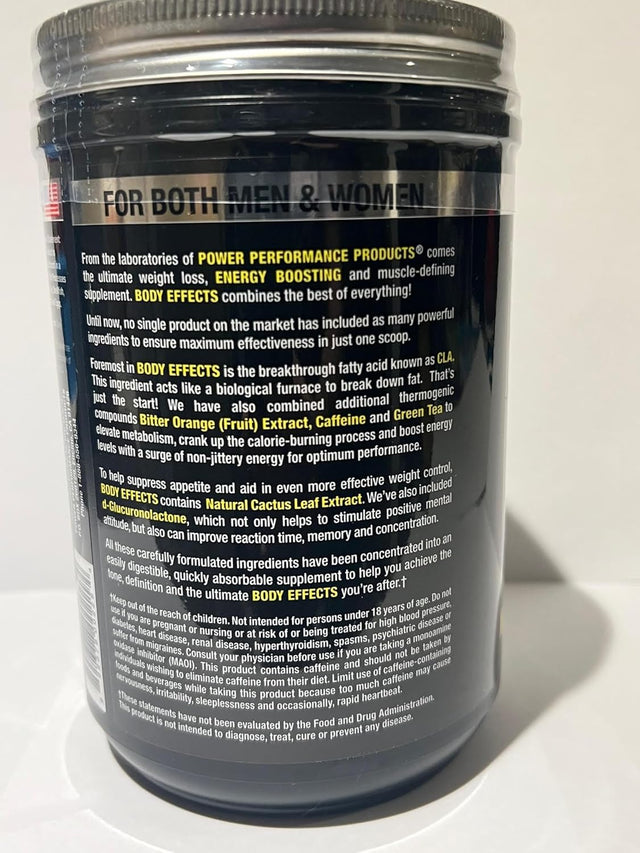 FOR BOTH MEN & WOMEN
From the laboratories of POWER PERFORMANCE PRODUCTS® comes
the ultimate weight loss, ENERGY BOOSTING and muscle-defining
supplement. BODY EFFECTS combines the best of everything!
Until now, no single product on the market has included as many powerful
ingredients to ensure maximum effectiveness in just one scoop.
Foremost in BODY EFFECTS is the breakthrough fatty acid known as CLA.
This ingredient acts like a biological furnace to break down fat. That's
just the start! We have also combined additional thermogenic
compounds Bitter Orange (Fruit) Extract, Caffeine and Green Tea to
elevate metabolism, crank up the calorie-burning process and boost energy
levels with a surge of non-jittery energy for optimum performance.
To help suppress appetite and aid in even more effective weight control,
BODY EFFECTS contains Natural Cactus Leaf Extract. We've also included
d-Glucuronolactone, which not only helps to stimulate positive mental
attitude, but also can improve reaction time, memory and concentration.
All these carefully formulated ingredients have been concentrated into an
easily digestible, quickly absorbable supplement to help you achieve the
tone, definition and the ultimate BODY EFFECTS you're after.†
†Keep out of the reach of children. Not intended for persons under 18 years of age. Do not
use if you are pregnant or nursing or at risk of or being treated for high blood pressure,
diabetes, heart disease, renal disease, hyperthyroidism, spasms, psychiatric disease or
suffer from migraines. Consult your physician before use if you are taking a monoamine
oxidase inhibitor (MAOI). This product contains caffeine and should not be taken by
individuals wishing to eliminate caffeine from their diet. Limit use of caffeine-containing
foods and beverages while taking this product because too much caffeine may cause
nervousness, irritability, sleeplessness and occasionally, rapid heartbeat.
†These statements have not been evaluated by the Food and Drug Administration.
This product is not intended to diagnose, treat, cure or prevent any disease.